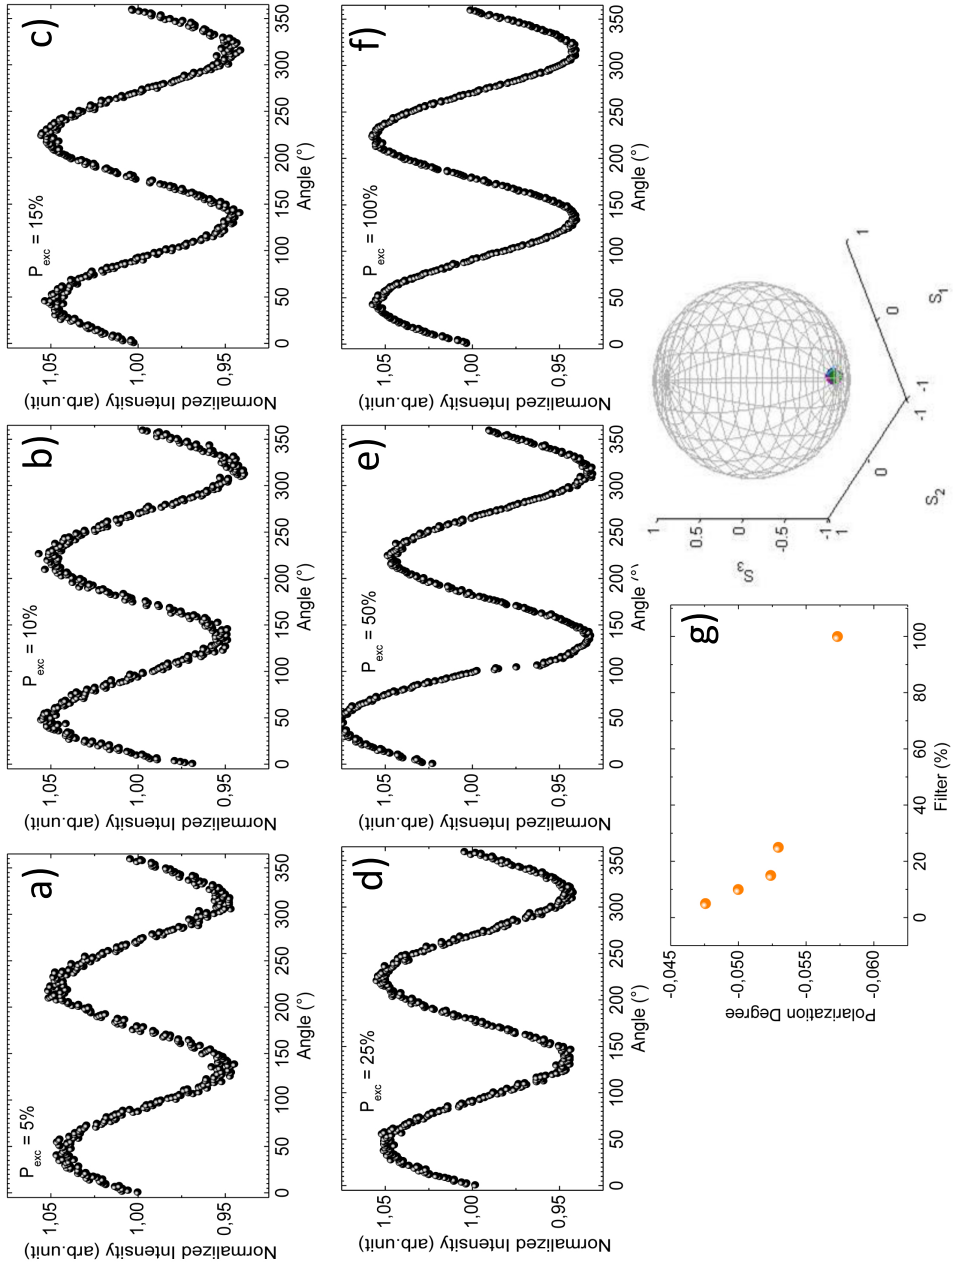 a)
P_exc = 5%
Normalized Intensity (arb.unit)
1,05
1,00
0,95
0 50 100 150 200 250 300 350
Angle (°)
b)
P_exc = 10%
Normalized Intensity (arb.unit)
1,05
1,00
0,95
0 50 100 150 200 250 300 350
Angle (°)
c)
P_exc = 15%
Normalized Intensity (arb.unit)
1,05
1,00
0,95
0 50 100 150 200 250 300 350
Angle (°)
d)
P_exc = 25%
Normalized Intensity (arb.unit)
1,05
1,00
0,95
0 50 100 150 200 250 300 350
Angle (°)
e)
P_exc = 50%
Normalized Intensity (arb.unit)
1,05
1,00
0,95
0 50 100 150 200 250 300 350
Angle (°)
f)
P_exc = 100%
Normalized Intensity (arb.unit)
1,05
1,00
0,95
0 50 100 150 200 250 300 350
Angle (°)
g)
Polarization Degree
-0,045
-0,050
-0,055
-0,060
0 20 40 60 80 100
Filter (%)
S_3
1
0.5
0
-0.5
-1
1
0
-1
S_2
-1
0
1
S_1